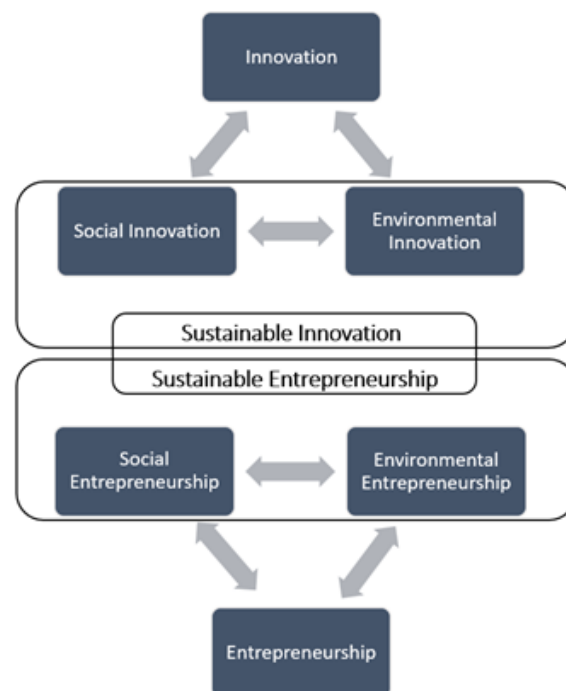 Innovation
Social Innovation
Environmental
Innovation
Sustainable Innovation
Sustainable Entrepreneurship
Social
Entrepreneurship
Environmental
Entrepreneurship
Entrepreneurship